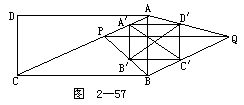 D A
A′ D′
P Q
B′ C′
C B
图 2—57